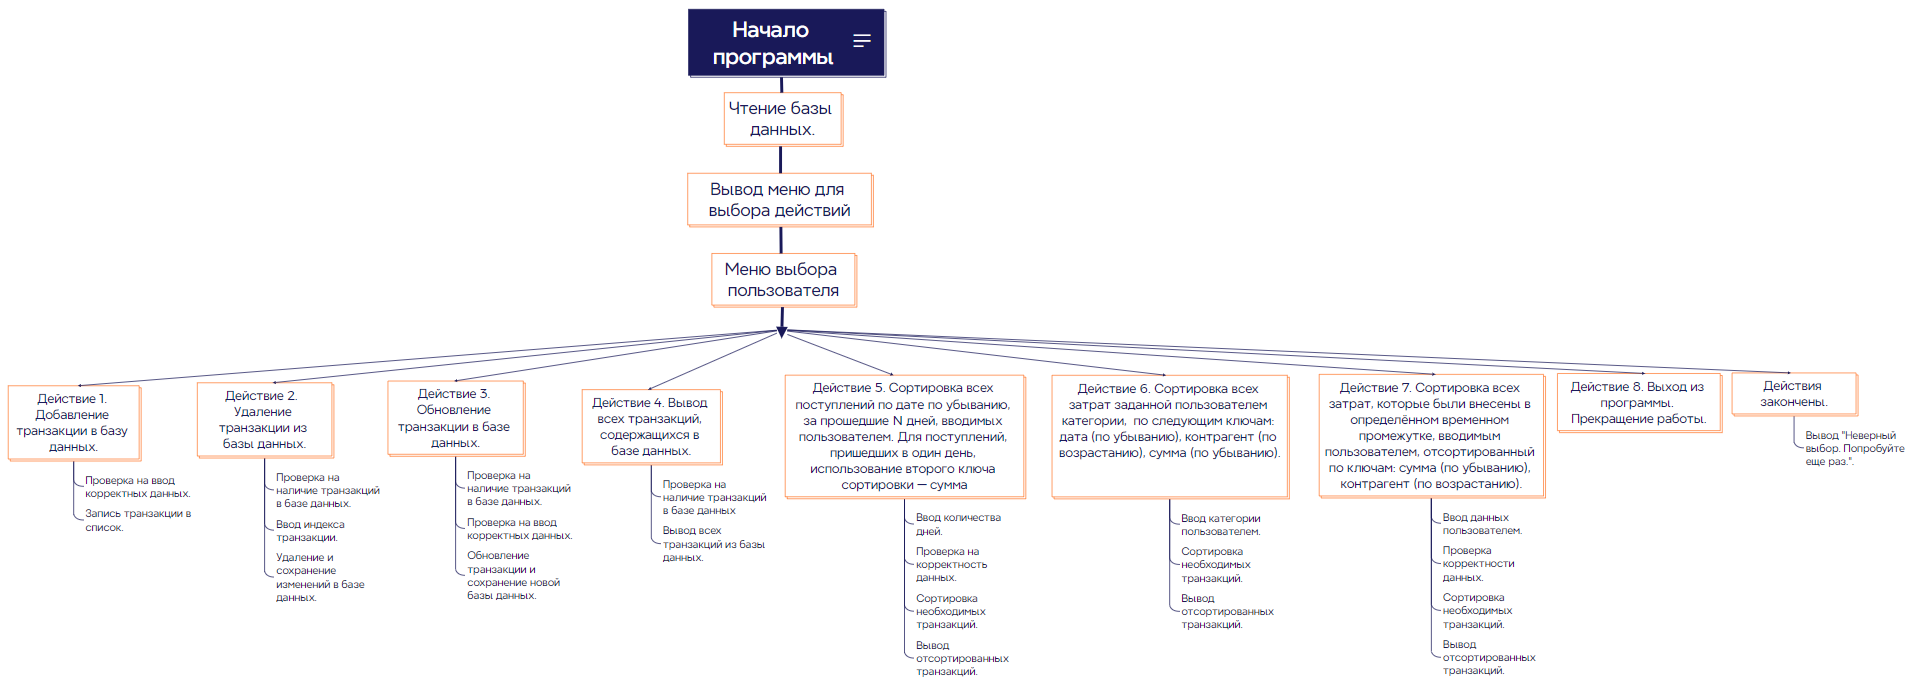 Начало
программы
Чтение базы
данных.
Вывод меню для
выбора действий
Меню выбора
пользователя
Действие 1.
Добавление
транзакции в базу
данных.
Проверка на ввод
корректных данных.
Запись транзакции в
список.
Действие 2.
Удаление
транзакции из
базы данных.
Проверка на
наличие транзакций
в базе данных.
Ввод индекса
транзакции.
Удаление и
сохранение
изменений в базе
данных.
Действие 3.
Обновление
транзакции в базе
данных.
Проверка на
наличие транзакций
в базе данных.
Проверка на ввод
корректных данных.
Обновление
транзакции и
сохранение новой
базы данных.
Действие 4. Вывод
всех транзакций,
содержащихся в
базе данных.
Проверка на
наличие транзакций
в базе данных
Вывод всех
транзакций из базы
данных.
Действие 5. Сортировка всех
поступлений по дате по убыванию,
за прошедшие N дней, вводимых
пользователем. Для поступлений,
пришедших в один день,
использование второго ключа
сортировки — сумма
Ввод количества
дней.
Проверка на
корректность
данных.
Сортировка
необходимых
транзакций.
Вывод
отсортированных
транзакций.
Действие 6. Сортировка всех
затрат заданной пользователем
категории, по следующим ключам:
дата (по убыванию), контрагент (по
возрастанию), сумма (по убыванию).
Ввод категории
пользователем.
Сортировка
необходимых
транзакций.
Вывод
отсортированных
транзакций.
Действие 7. Сортировка всех
затрат, которые были внесены в
определённом временном
промежутке, вводимым
пользователем, отсортированный
по ключам: сумма (по убыванию),
контрагент (по возрастанию).
Ввод данных
пользователем.
Проверка
корректности
данных.
Сортировка
необходимых
транзакций.
Вывод
отсортированных
транзакций.
Действие 8. Выход из
программы.
Прекращение работы.
Действия
закончены.
Вывод "Неверный
выбор. Попробуйте
еще раз.".